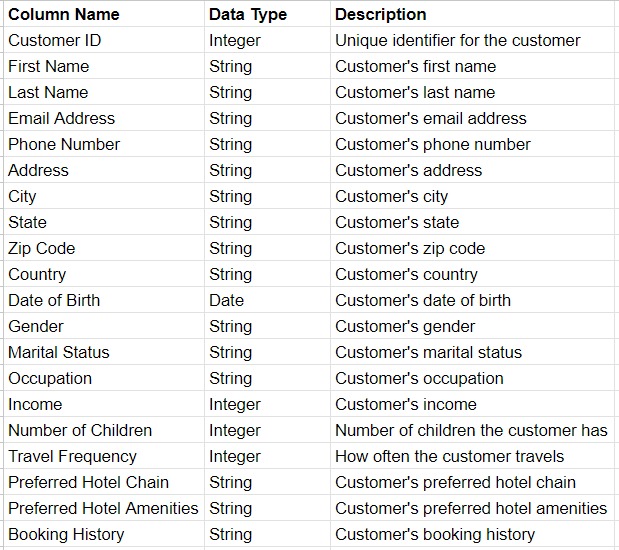 Column Name Data Type Description
Customer ID Integer Unique identifier for the customer
First Name String Customer's first name
Last Name String Customer's last name
Email Address String Customer's email address
Phone Number String Customer's phone number
Address String Customer's address
City String Customer's city
State String Customer's state
Zip Code String Customer's zip code
Country String Customer's country
Date of Birth Date Customer's date of birth
Gender String Customer's gender
Marital Status String Customer's marital status
Occupation String Customer's occupation
Income Integer Customer's income
Number of Children Integer Number of children the customer has
Travel Frequency Integer How often the customer travels
Preferred Hotel Chain String Customer's preferred hotel chain
Preferred Hotel Amenities String Customer's preferred hotel amenities
Booking History String Customer's booking history